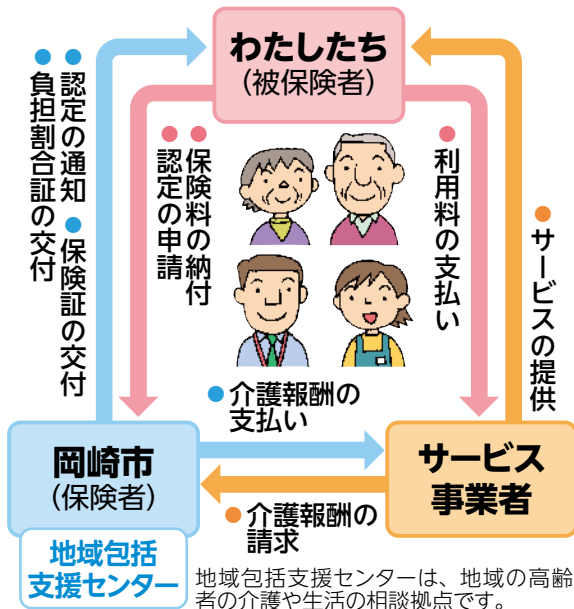 わたしたち
(被保険者)
●認定の通知 ●保険証の交付
●負担割合証の交付
●保険料の納付
●認定の申請
●利用料の支払い
●サービスの提供
●介護報酬の
支払い
岡崎市
(保険者)
サービス
事業者
●介護報酬の
請求
地域包括
支援センター
地域包括支援センターは、地域の高齢
者の介護や生活の相談拠点です。